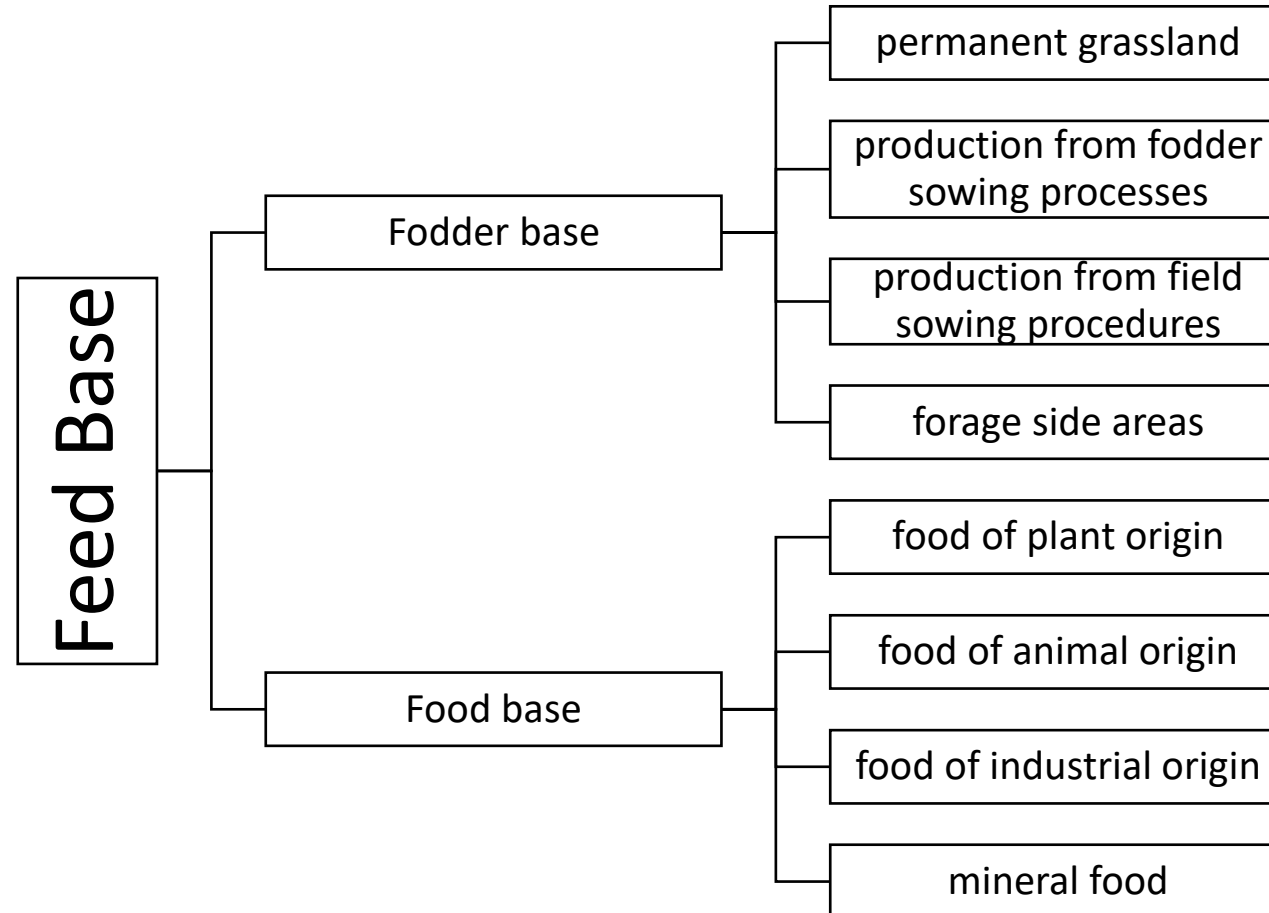 Feed Base
Fodder base
permanent grassland
production from fodder
sowing processes
production from field
sowing procedures
forage side areas
Food base
food of plant origin
food of animal origin
food of industrial origin
mineral food